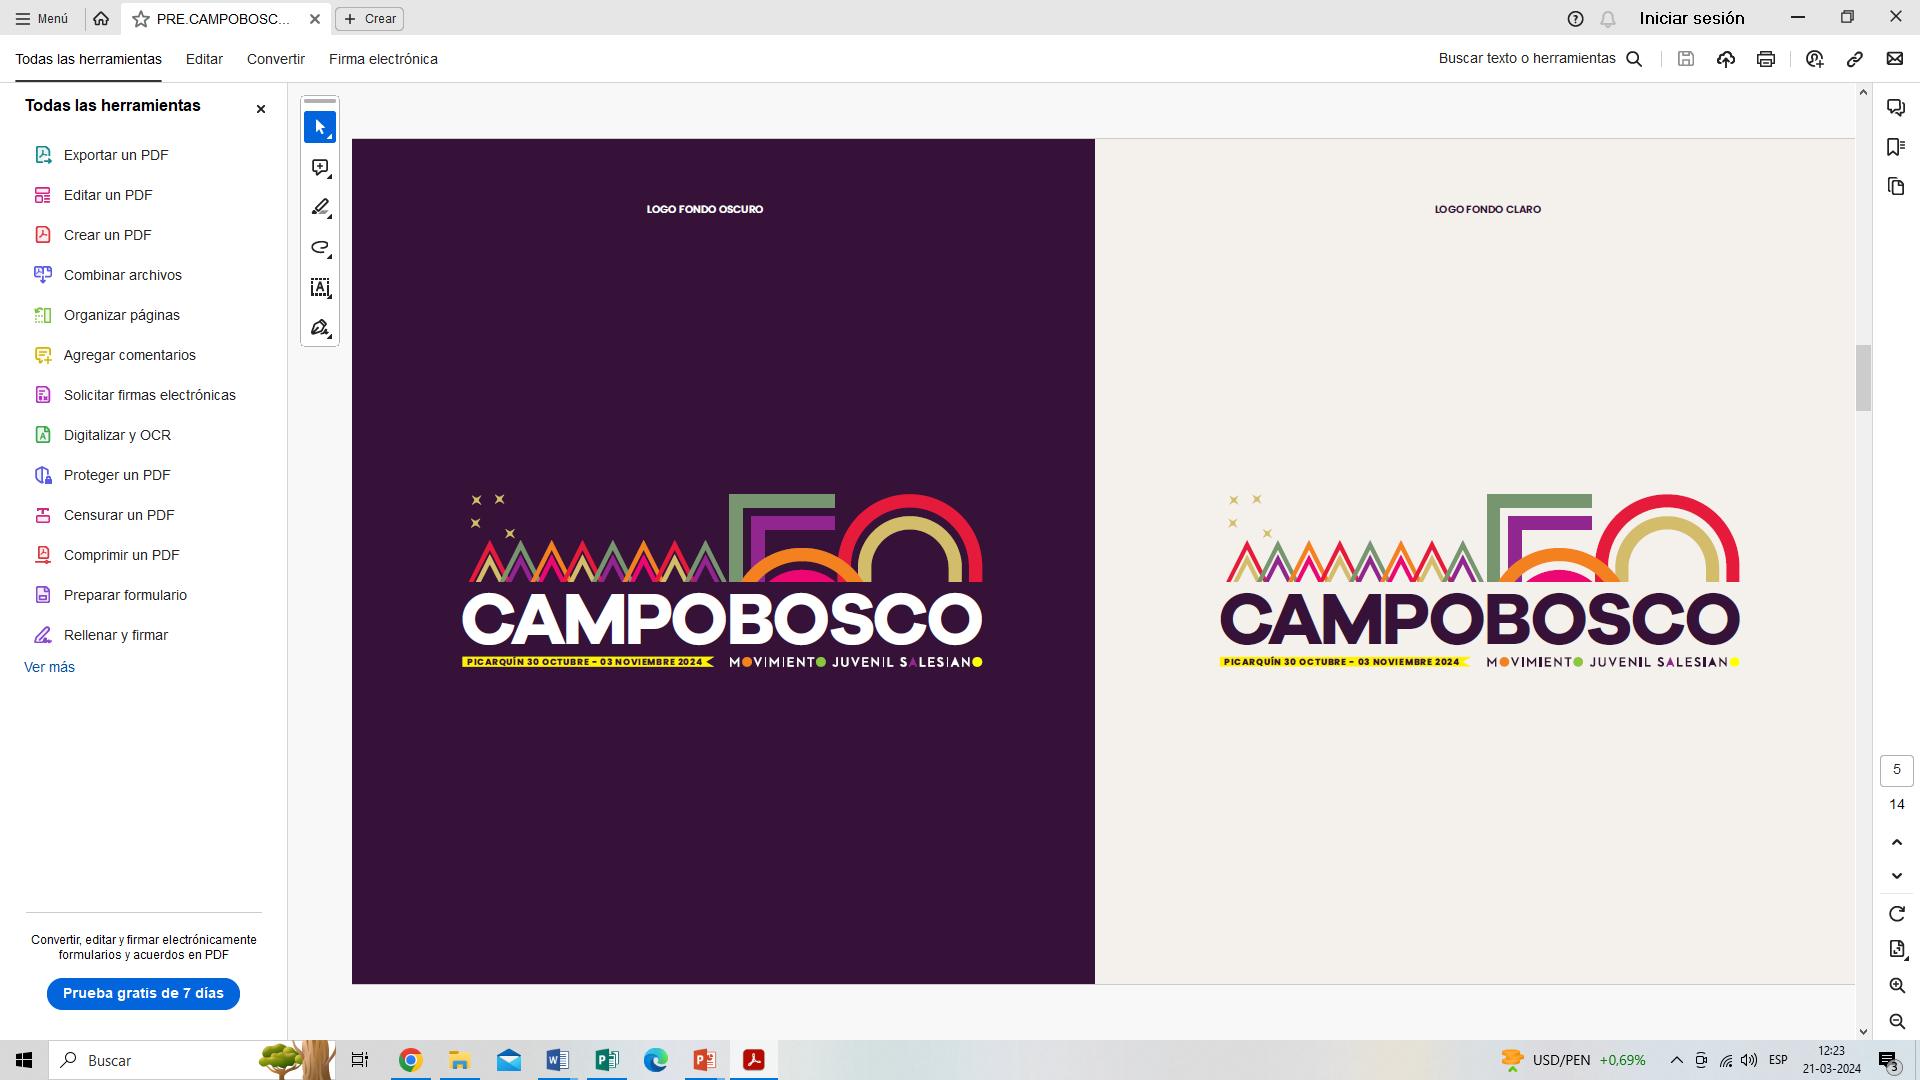 Menú
PRE.CAMPOBOSC...
Crear
Iniciar sesión
Todas las herramientas
Editar
Convertir
Firma electrónica
Buscar texto o herramientas
Todas las herramientas
Exportar un PDF
Editar un PDF
Crear un PDF
Combinar archivos
Organizar páginas
Agregar comentarios
Solicitar firmas electrónicas
Digitalizar y OCR
Proteger un PDF
Censurar un PDF
Comprimir un PDF
Preparar formulario
Rellenar y firmar
Ver más
Convertir, editar y firmar electrónicamente
formularios y acuerdos en PDF
Prueba gratis de 7 días
LOGO FONDO OSCURO
50
CAMPOBOSCO
PICARQUÍN 30 OCTUBRE - 03 NOVIEMBRE 2024
MOVIMIENTO JUVENIL SALESIANO
LOGO FONDO CLARO
50
CAMPOBOSCO
PICARQUÍN 30 OCTUBRE - 03 NOVIEMBRE 2024
MOVIMIENTO JUVENIL SALESIANO
5
14
Buscar
USD/PEN +0,69%
ESP
12:23
21-03-2024
3